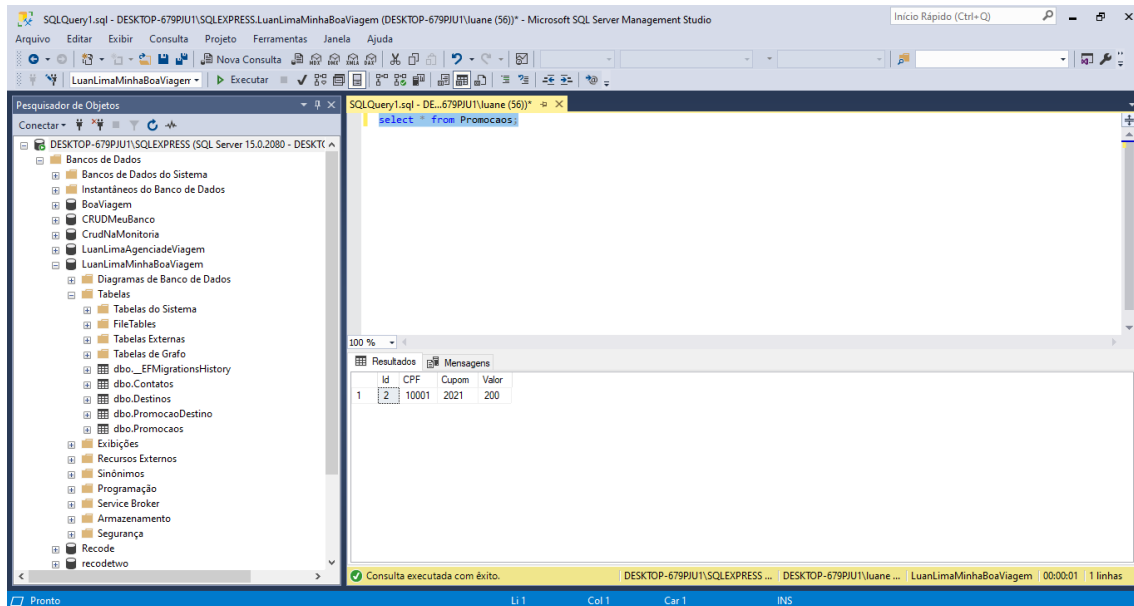 SQLQuery1.sql - DESKTOP-679PJU1\SQLEXPRESS.LuanLimaMinhaBoaViagem (DESKTOP-679PJU1\luane (56))* - Microsoft SQL Server Management Studio
Início Rápido (Ctrl+Q)
Arquivo Editar Exibir Consulta Projeto Ferramentas Janela Ajuda
Nova Consulta
LuanLimaMinhaBoaViagem Executar
Pesquisador de Objetos
SQLQuery1.sql - DE...679PJU1\luane (56))*
Conectar
select * from Promocaos;
DESKTOP-679PJU1\SQLEXPRESS (SQL Server 15.0.2080 - DESKT
Bancos de Dados
Bancos de Dados do Sistema
Instantâneos do Banco de Dados
BoaViagem
CRUDMeuBanco
CrudNaMonitoria
LuanLimaAgenciadeViagem
LuanLimaMinhaBoaViagem
Diagramas de Banco de Dados
Tabelas
Tabelas do Sistema
FileTables
Tabelas Externas
Tabelas de Grafo
dbo.__EFMigrationsHistory
dbo.Contatos
dbo.Destinos
dbo.PromocaoDestino
dbo.Promocaos
Exibições
Recursos Externos
Sinônimos
Programação
Service Broker
Armazenamento
Segurança
Recode
recodetwo
100 %
Resultados Mensagens
Id CPF Cupom Valor
1 2 10001 2021 200
Consulta executada com êxito.
DESKTOP-679PJU1\SQLEXPRESS ... DESKTOP-679PJU1\luane ... LuanLimaMinhaBoaViagem 00:00:01 1 linhas
Pronto Li 1 Col 1 Car 1 INS